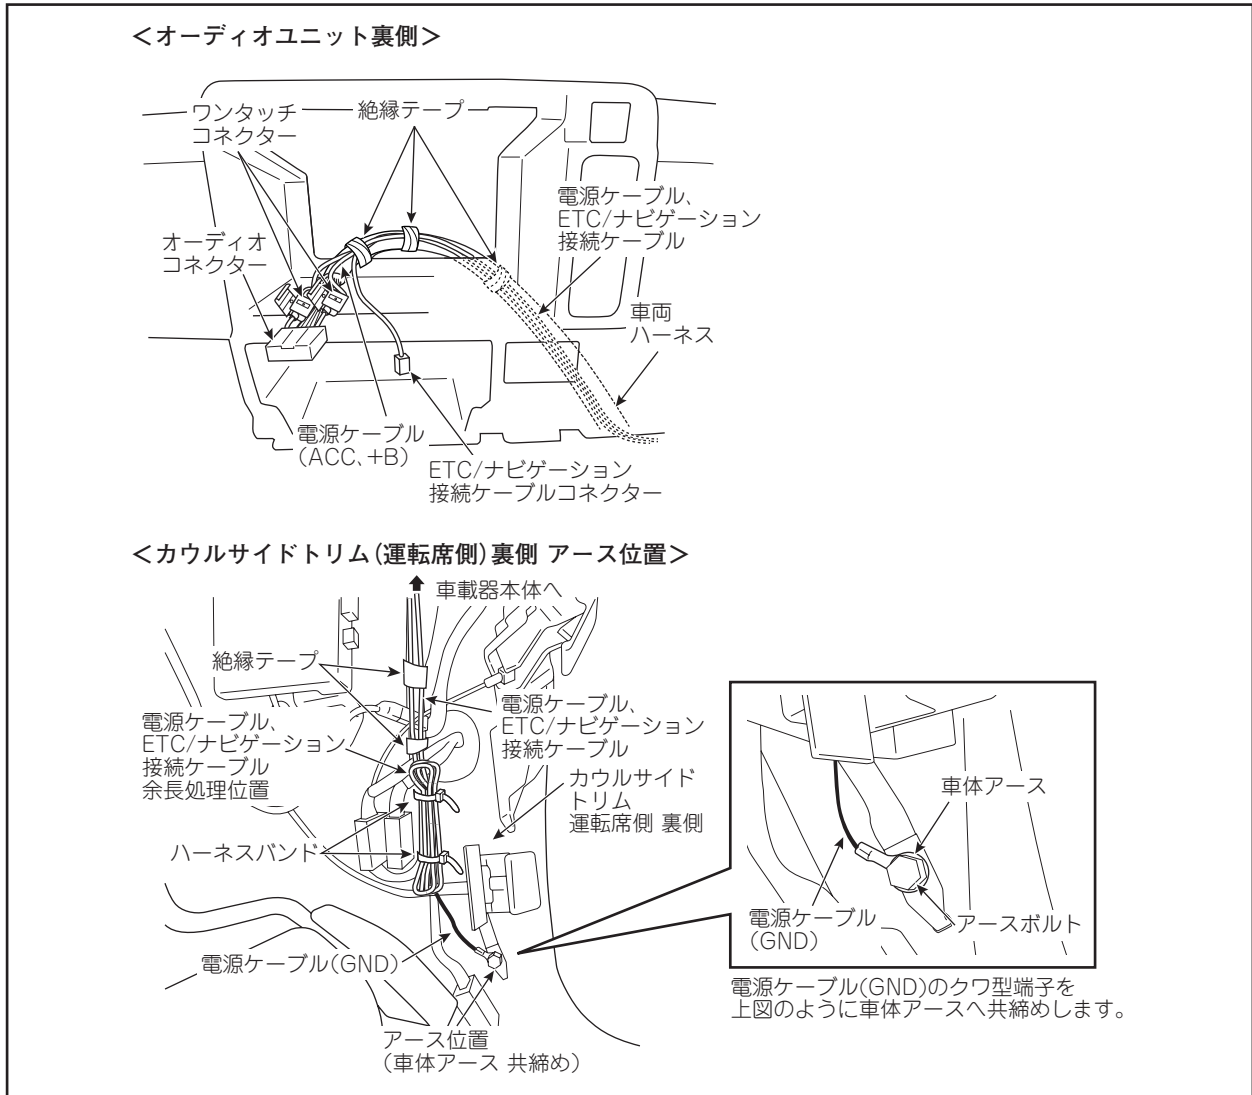 ＜オーディオユニット裏側＞
ワンタッチ
コネクター
絶縁テープ
電源ケーブル、
ETC/ナビゲーション
接続ケーブル
オーディオ
コネクター
車両
ハーネス
電源ケーブル
（ACC、+B）
ETC/ナビゲーション
接続ケーブルコネクター
＜カウルサイドトリム(運転席側)裏側 アース位置＞
車載器本体へ
絶縁テープ
電源ケーブル、
ETC/ナビゲーション
接続ケーブル
電源ケーブル、
ETC/ナビゲーション
接続ケーブル
余長処理位置
カウルサイド
トリム
運転席側 裏側
ハーネスバンド
電源ケーブル(GND)
アース位置
（車体アース 共締め）
車体アース
電源ケーブル
（GND）
アースボルト
電源ケーブル(GND)のクワ型端子を
上図のように車体アースへ共締めします。